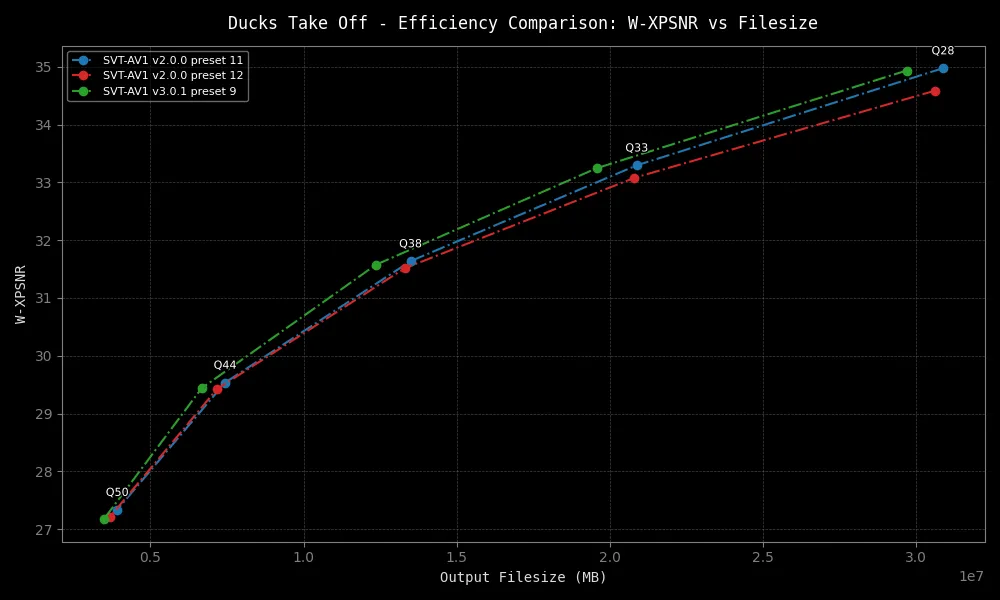 Ducks Take Off - Efficiency Comparison: W-XPSNR vs Filesize
SVT-AV1 v2.0.0 preset 11
SVT-AV1 v2.0.0 preset 12
SVT-AV1 v3.0.1 preset 9
Q28
Q33
Q38
Q44
Q50
W-XPSNR
35
34
33
32
31
30
29
28
27
0.5 1.0 1.5 2.0 2.5 3.0
1e7
Output Filesize (MB)